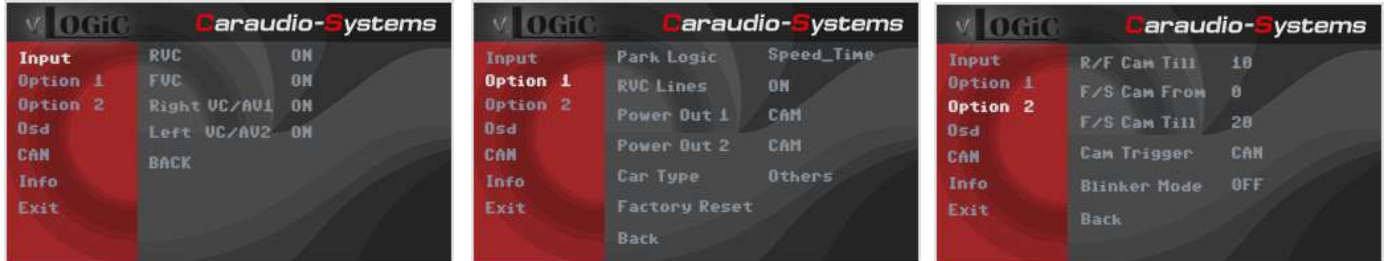 v.LOGiC Caraudio-Systems
Input RVC ON
Option 1 FVC ON
Option 2 Right VC/AV1 ON
Osd Left VC/AV2 ON
CAN BACK
Info
Exit
v.LOGiC Caraudio-Systems
Input Park Logic Speed_Time
Option 1 RVC Lines ON
Option 2 Power Out 1 CAM
Osd Power Out 2 CAM
CAN Car Type Others
Info Factory Reset
Exit Back
v.LOGiC Caraudio-Systems
Input R/F Cam Till 10
Option 1 F/S Cam From 0
Option 2 F/S Cam Till 20
Osd Cam Trigger CAN
CAN Blinker Mode OFF
Info Back
Exit